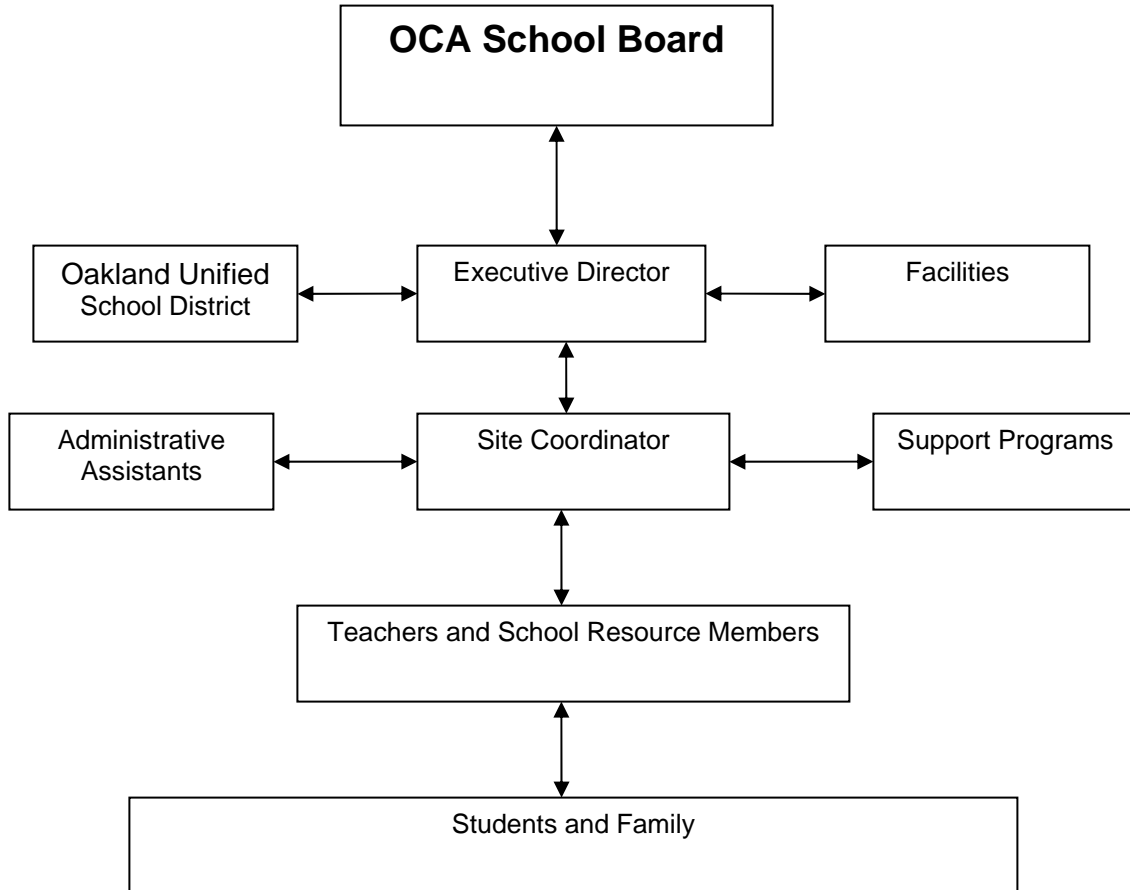 OCA School Board
Oakland Unified
School District
Executive Director
Facilities
Administrative
Assistants
Site Coordinator
Support Programs
Teachers and School Resource Members
Students and Family